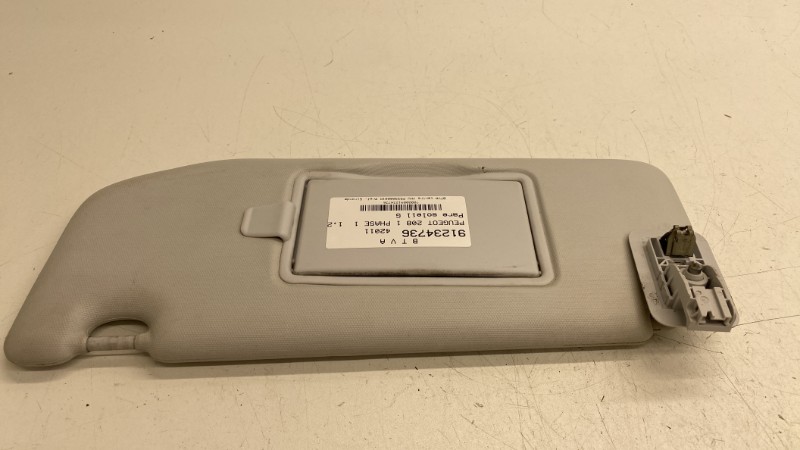 B T V A
42011
91234736
PEUGEOT 208 1 PHASE 1 1.2
Pare soleil G